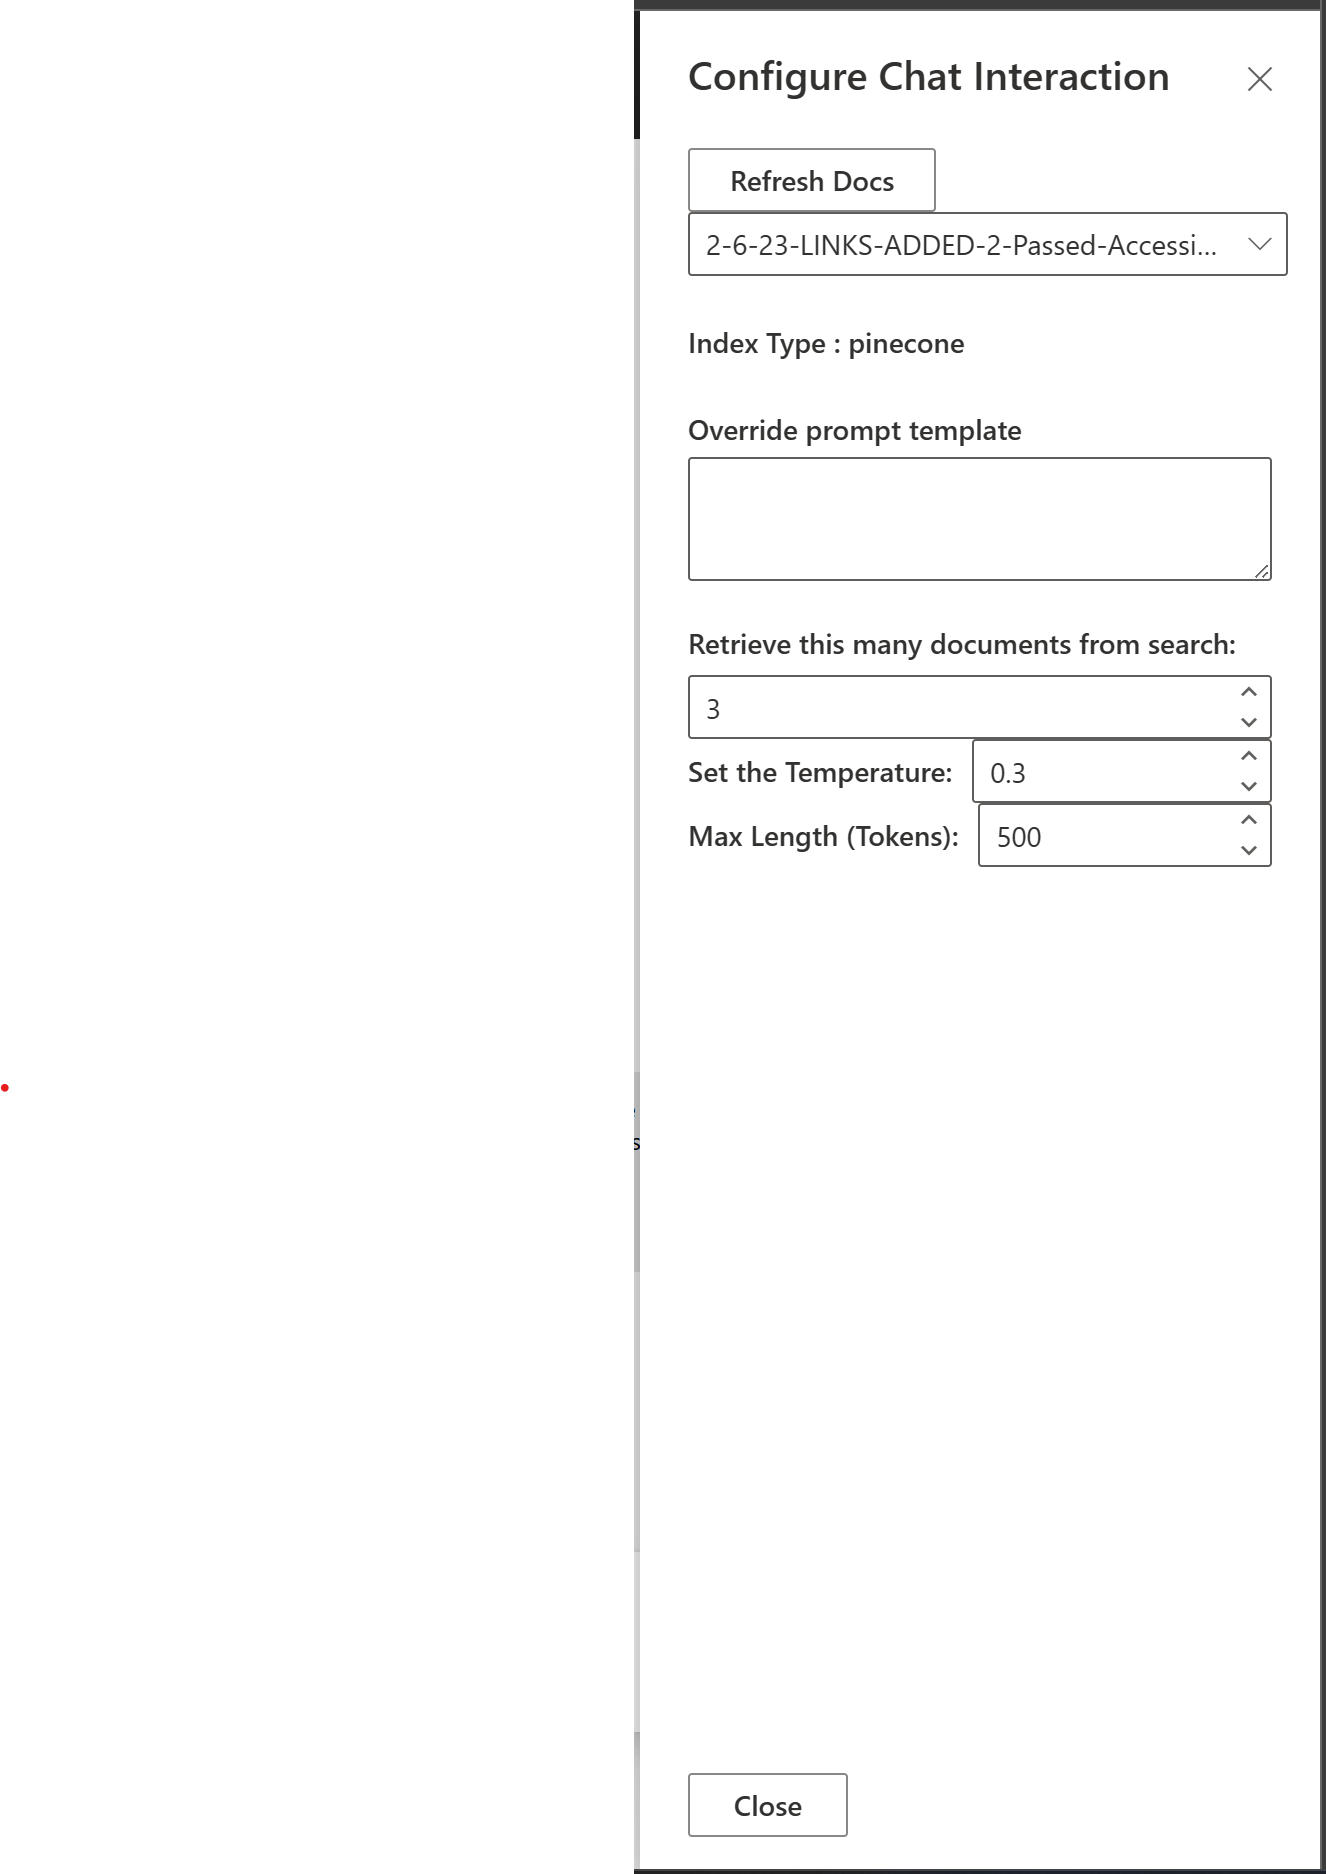 Configure Chat Interaction
Refresh Docs
2-6-23-LINKS-ADDED-2-Passed-Accessi...
Index Type : pinecone
Override prompt template
Retrieve this many documents from search:
3
Set the Temperature: 0.3
Max Length (Tokens): 500
Close